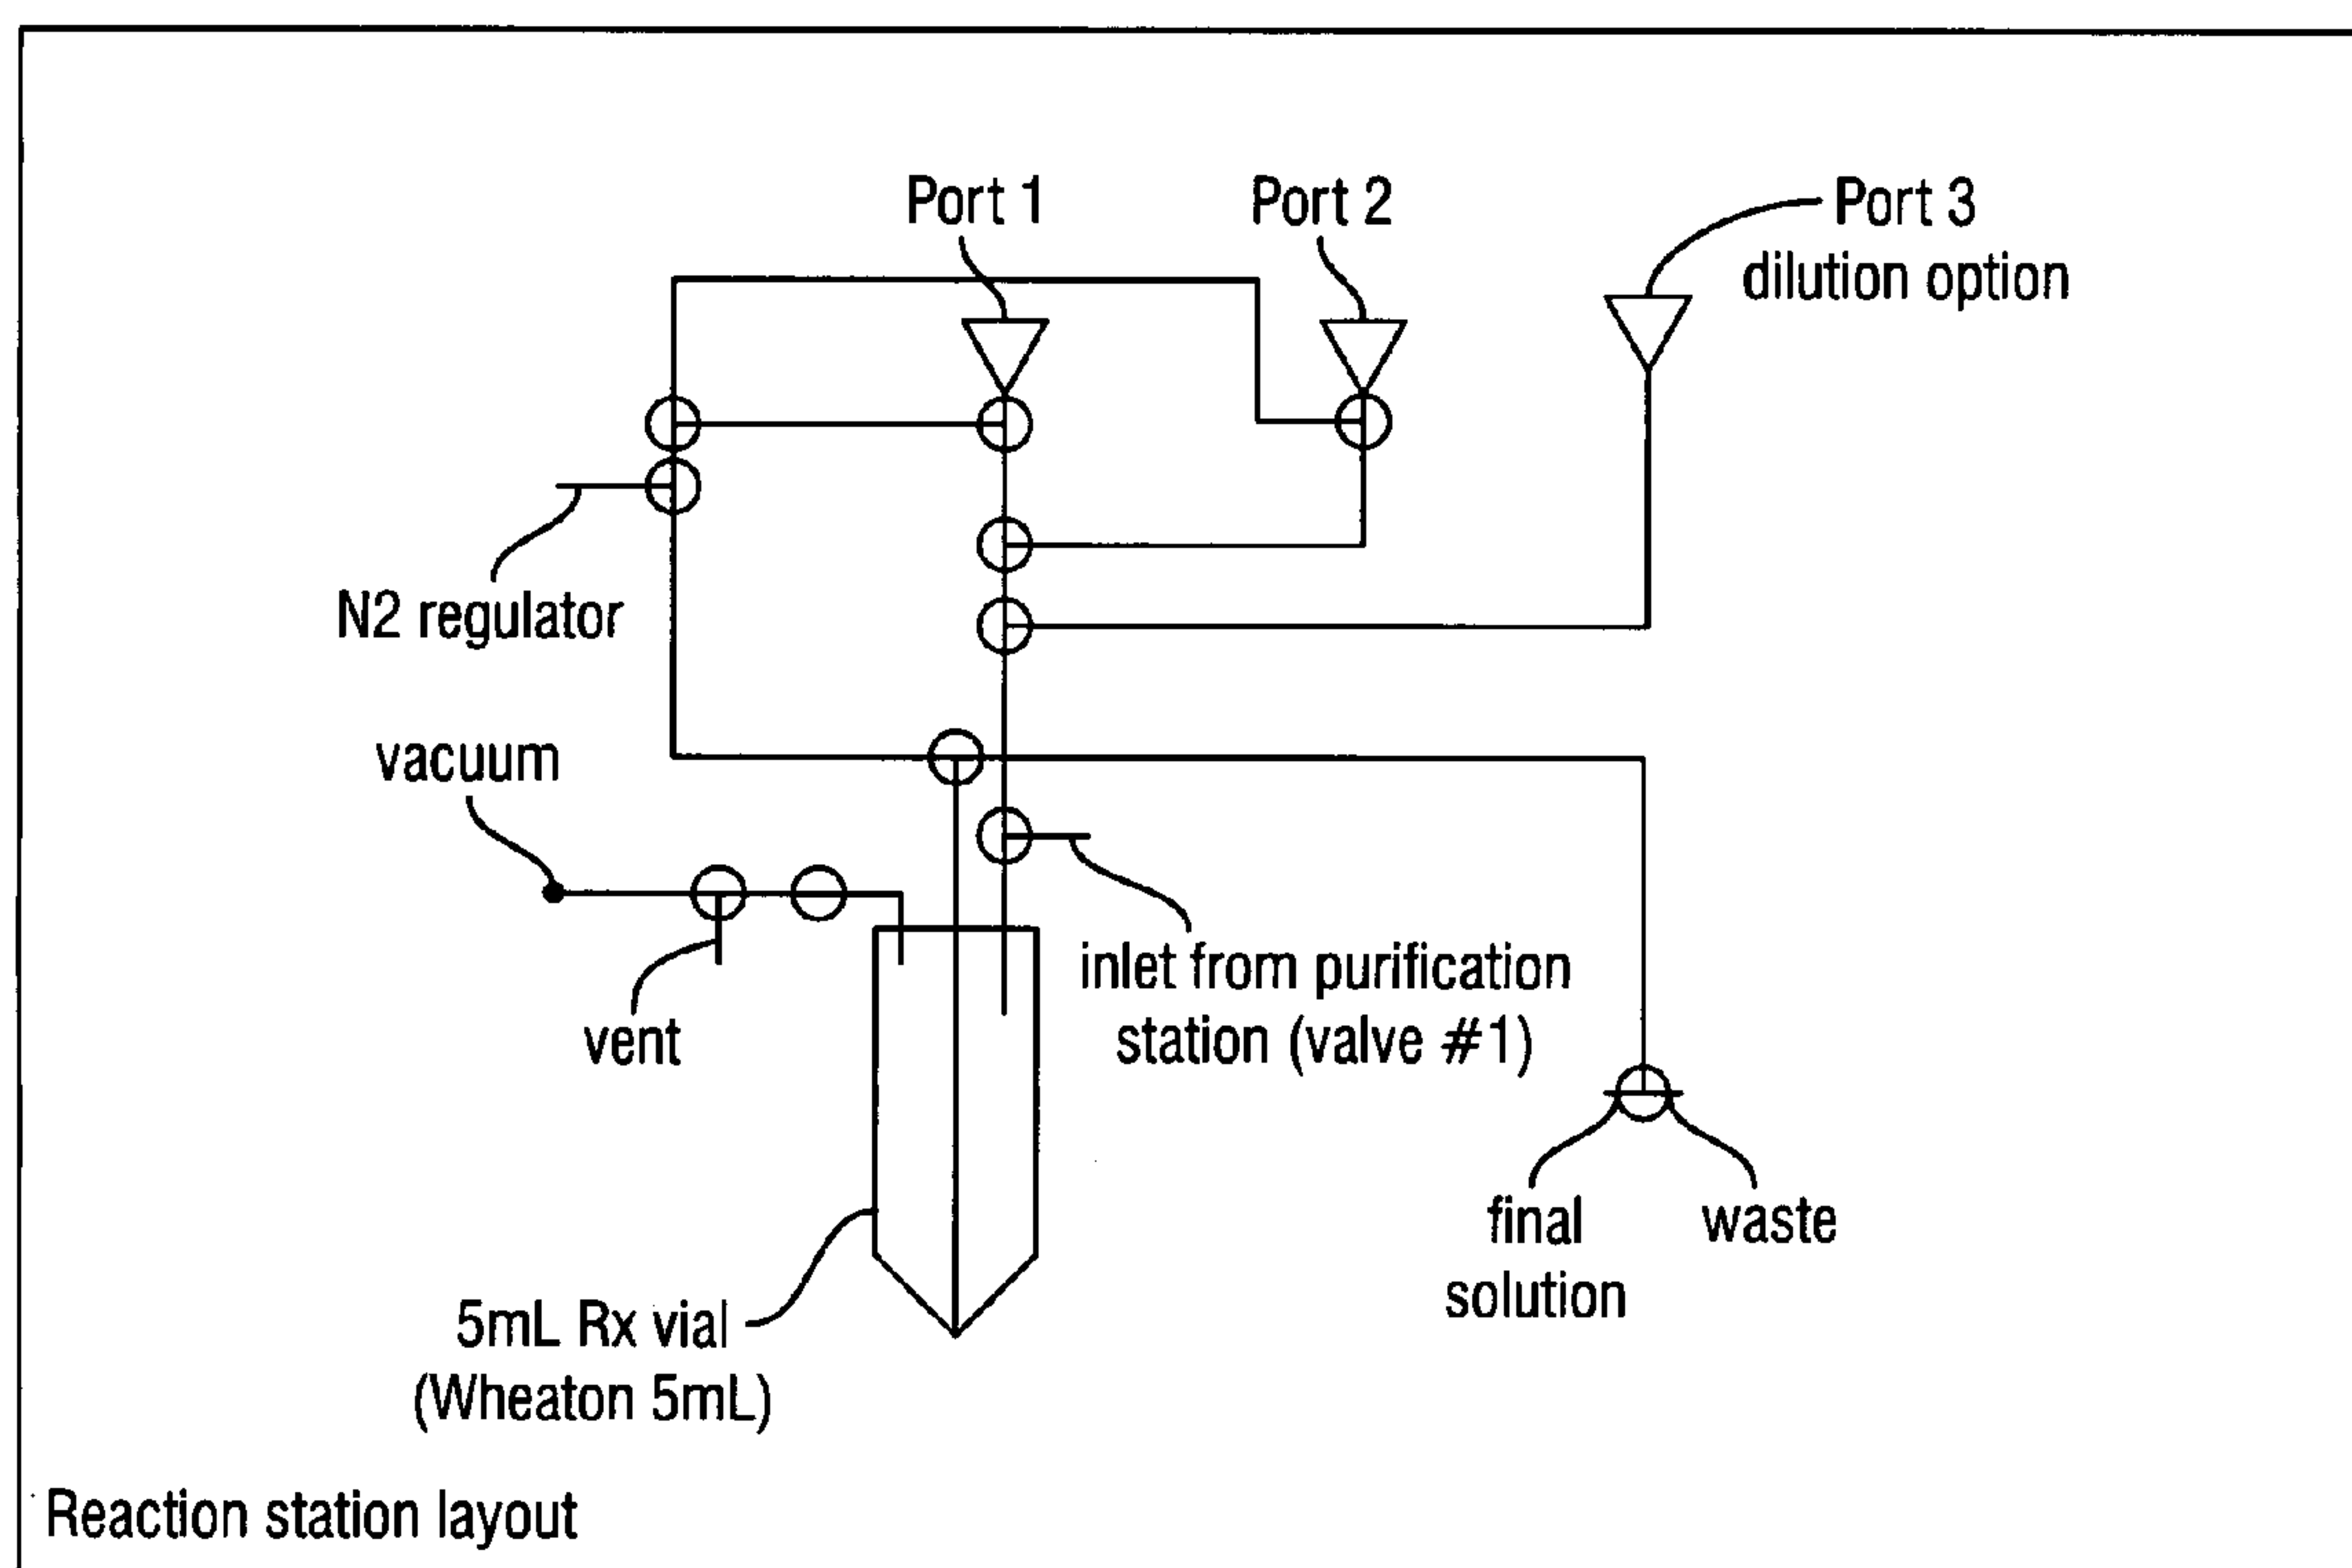 Port 1
Port 2
Port 3
dilution option
N2 regulator
vacuum
vent
inlet from purification
station (valve #1)
final
solution
waste
5mL Rx vial
(Wheaton 5mL)
Reaction station layout